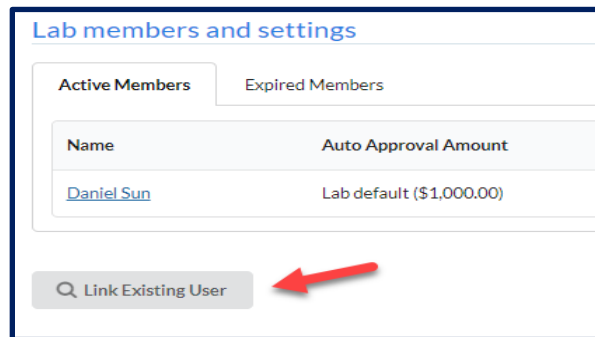 Lab members and settings
Active Members Expired Members
Name Auto Approval Amount
Daniel Sun Lab default ($1,000.00)
Link Existing User